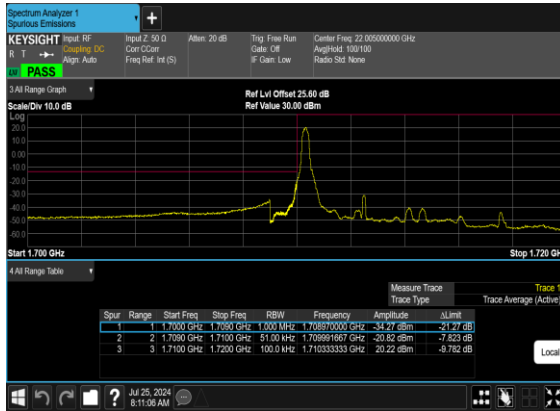 Spectrum Analyzer 1
Spurious Emissions
+
KEYSIGHT
R T
LV PASS
Input: RF
Coupling: DC
Align: Auto
Input Z: 50 Ω
Corr CCorr
Freq Ref: Int (S)
Atten: 20 dB
Trig: Free Run
Gate: Off
IF Gain: Low
Center Freq: 22.005000000 GHz
Avg|Hold: 100/100
Radio Std: None
3 All Range Graph
Scale/Div 10.0 dB
Ref Lvl Offset 25.60 dB
Ref Value 30.00 dBm
Log
20.0
10.0
0.00
-10.0
-20.0
-30.0
-40.0
-50.0
-60.0
Start 1.700 GHz
Stop 1.720 GH
4 All Range Table
Measure Trace Trace 1
Trace Type Trace Average (Active)
Spur Range Start Freq Stop Freq RBW Frequency Amplitude ΔLimit
1 1 1.7000 GHz 1.7090 GHz 1.000 MHz 1.708970000 GHz -34.27 dBm -21.27 dB
2 2 1.7090 GHz 1.7100 GHz 51.00 kHz 1.709991667 GHz -20.82 dBm -7.823 dB
3 3 1.7100 GHz 1.7200 GHz 100.0 kHz 1.710333333 GHz 20.22 dBm -9.782 dB
Local
?
Jul 25, 2024
8:11:06 AM